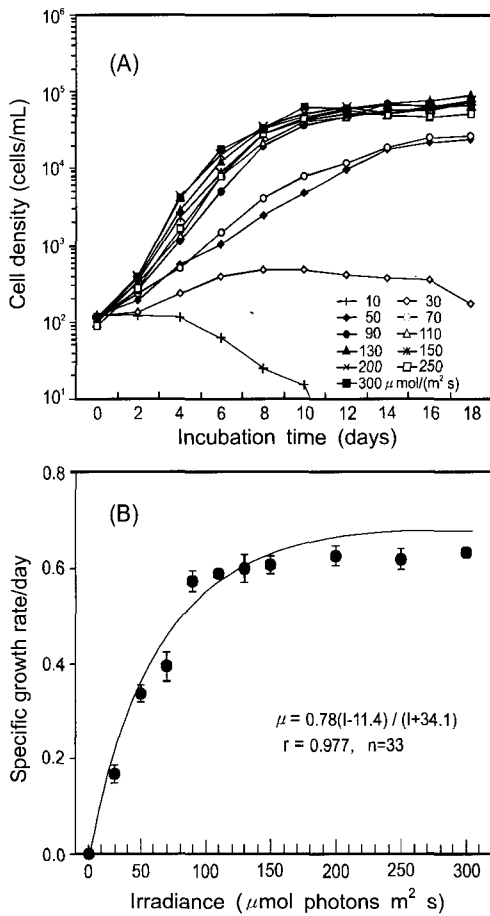 (A)
Cell density (cells/mL)
10⁶
10⁵
10⁴
10³
10²
10¹
10 30
50 70
90 110
130 150
200 250
300 μmol/(m² s)
0 2 4 6 8 10 12 14 16 18
Incubation time (days)
(B)
Specific growth rate/day
0.8
0.6
0.4
0.2
0.0
μ = 0.78(I-11.4) / (I+34.1)
r = 0.977, n=33
0 50 100 150 200 250 300
Irradiance (μmol photons m² s)